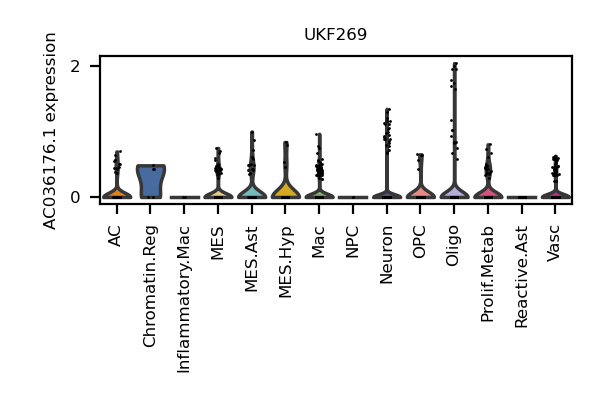 UKF269
AC036176.1 expression
2
0
AC
Chromatin.Reg
Inflammatory.Mac
MES
MES.Ast
MES.Hyp
Mac
NPC
Neuron
OPC
Oligo
Prolif.Metab
Reactive.Ast
Vasc